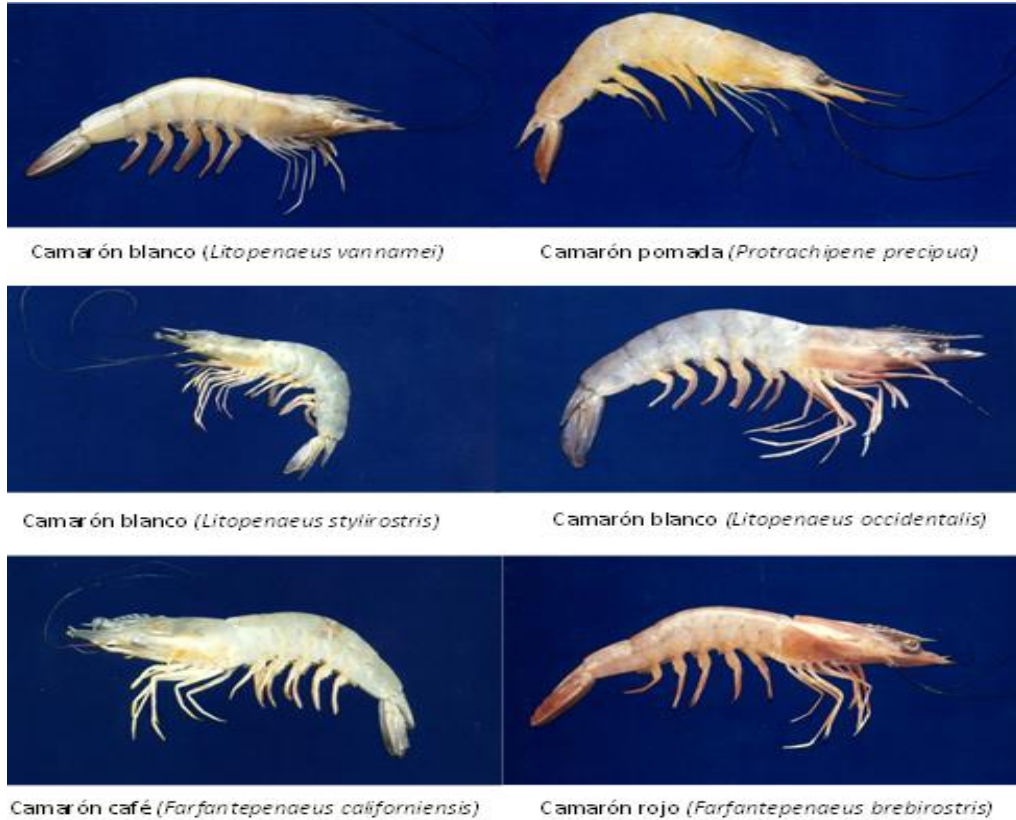 Camarón blanco (Litopenaeus vannamei)
Camarón pomada (Protrachipene precipua)
Camarón blanco (Litopenaeus stylirostris)
Camarón blanco (Litopenaeus occidentalis)
Camarón café (Farfantepenaeus californiensis)
Camarón rojo (Farfantepenaeus brebirostris)